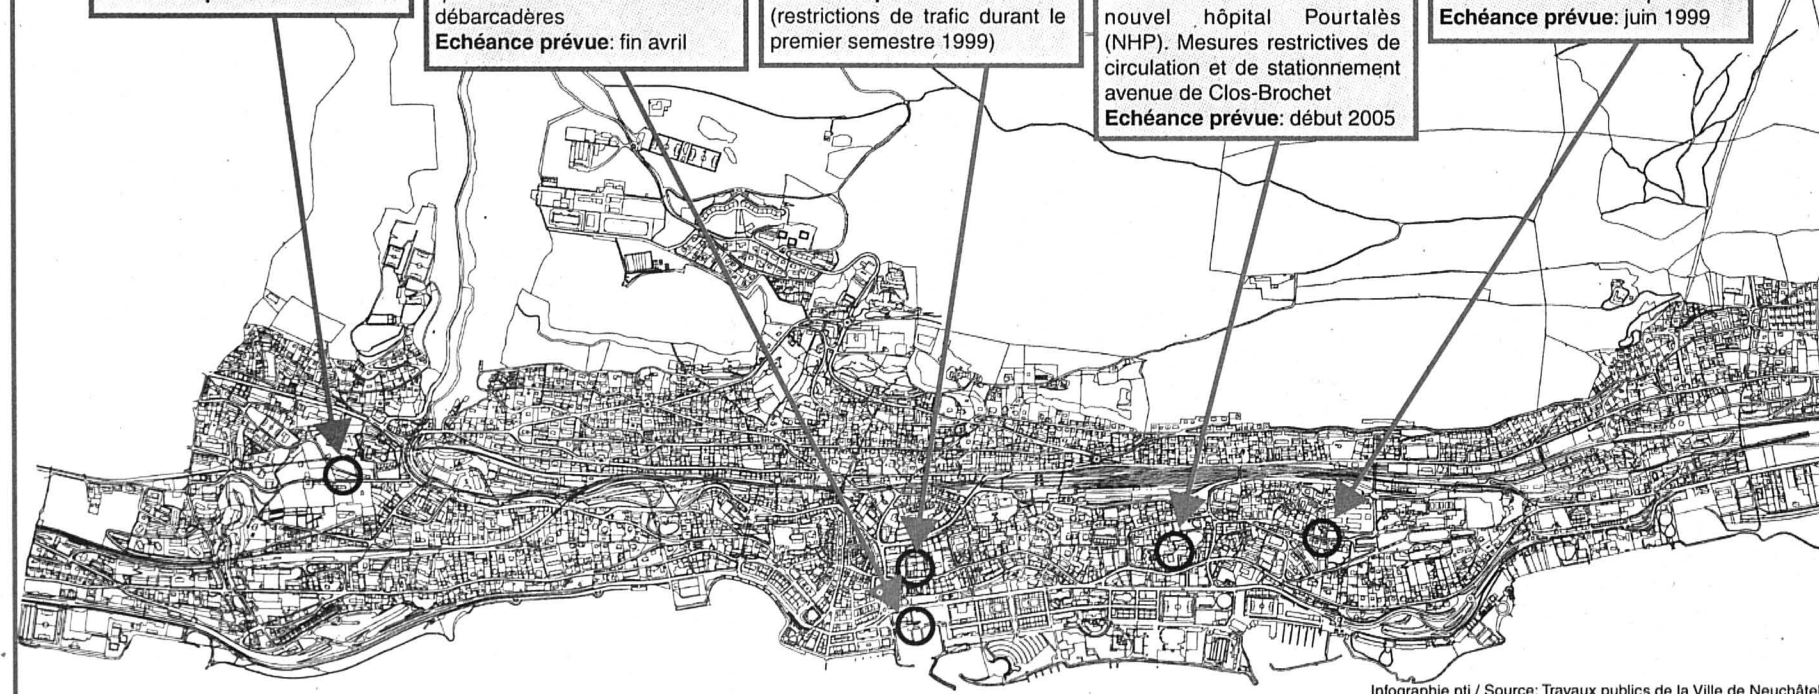 débarcadères
Echéance prévue: fin avril
(restrictions de trafic durant le
premier semestre 1999)
nouvel hôpital Pourtalès
(NHP). Mesures restrictives de
circulation et de stationnement
avenue de Clos-Brochet
Echéance prévue: début 2005
Echéance prévue: juin 1999
Infographie pti / Source: Travaux publics de la Ville de Neuchâtel